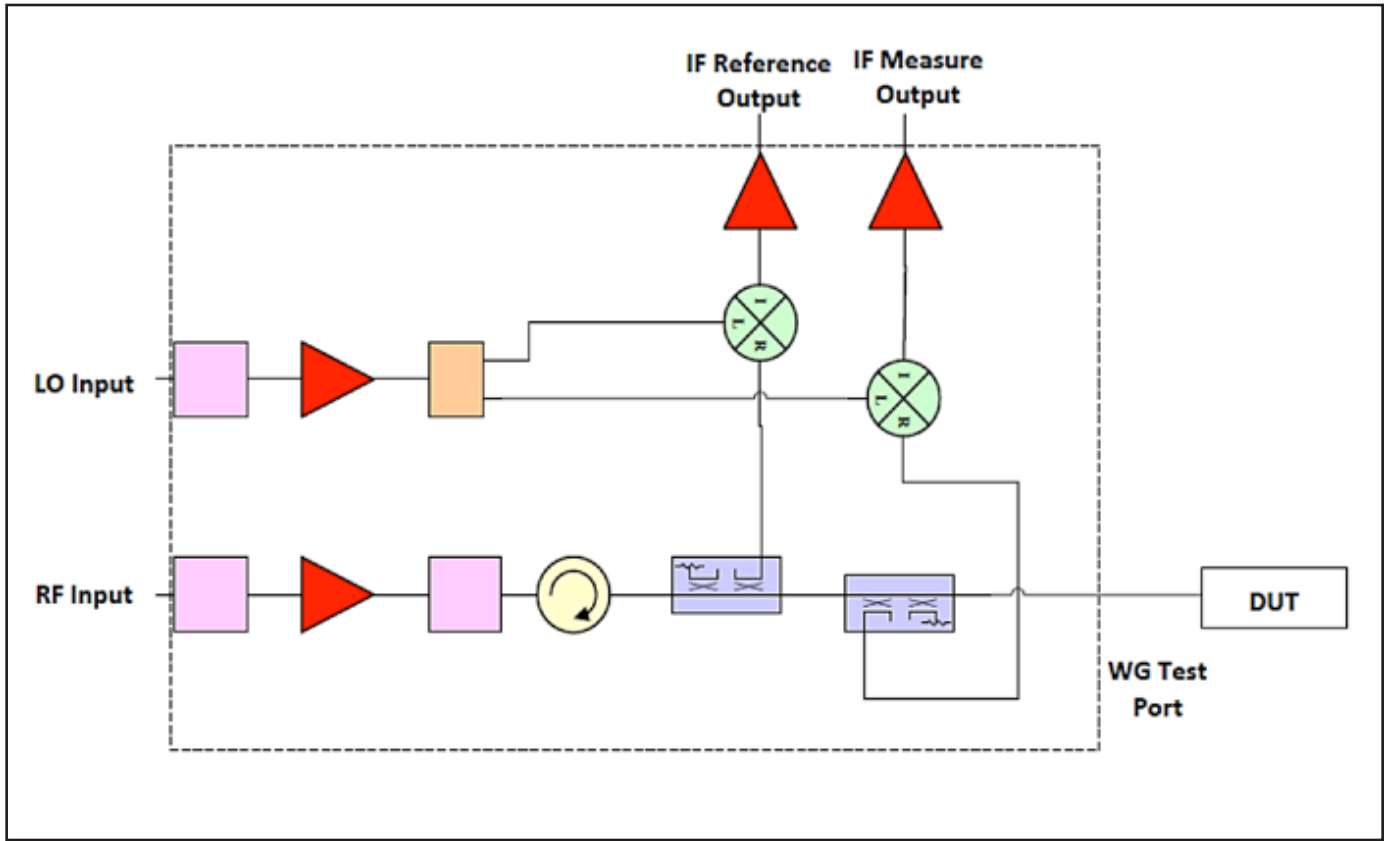 IF Reference
Output
IF Measure
Output
I
L
R
LO Input
I
L
R
RF Input
DUT
WG Test
Port